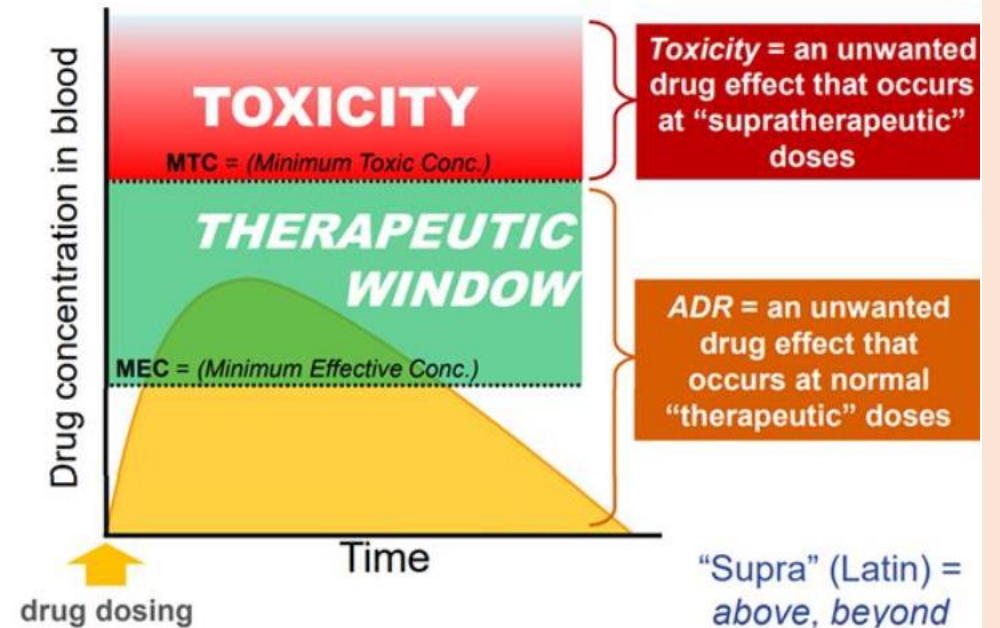 Drug concentration in blood
TOXICITY
MTC = (Minimum Toxic Conc.)
THERAPEUTIC
WINDOW
MEC = (Minimum Effective Conc.)
Time
drug dosing
Toxicity = an unwanted
drug effect that occurs
at “supratherapeutic”
doses
ADR = an unwanted
drug effect that
occurs at normal
“therapeutic” doses
“Supra” (Latin) =
above, beyond